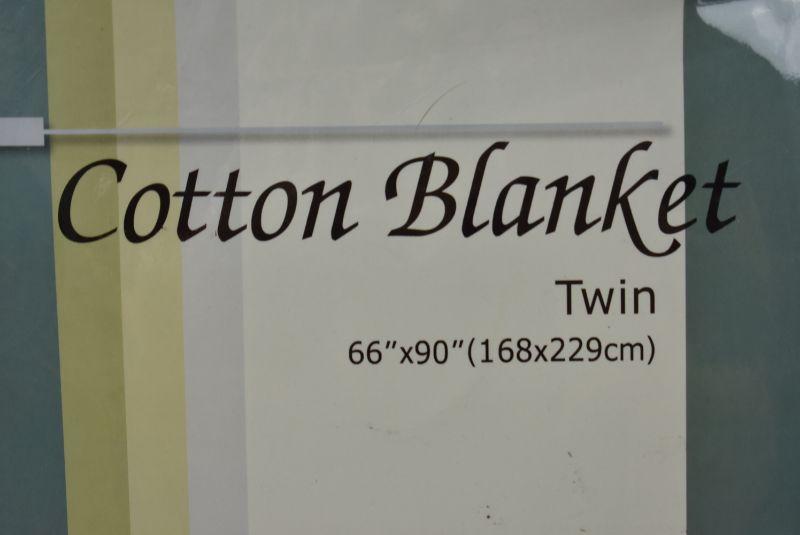 Cotton Blanket
Twin
66"x90"(168x229cm)